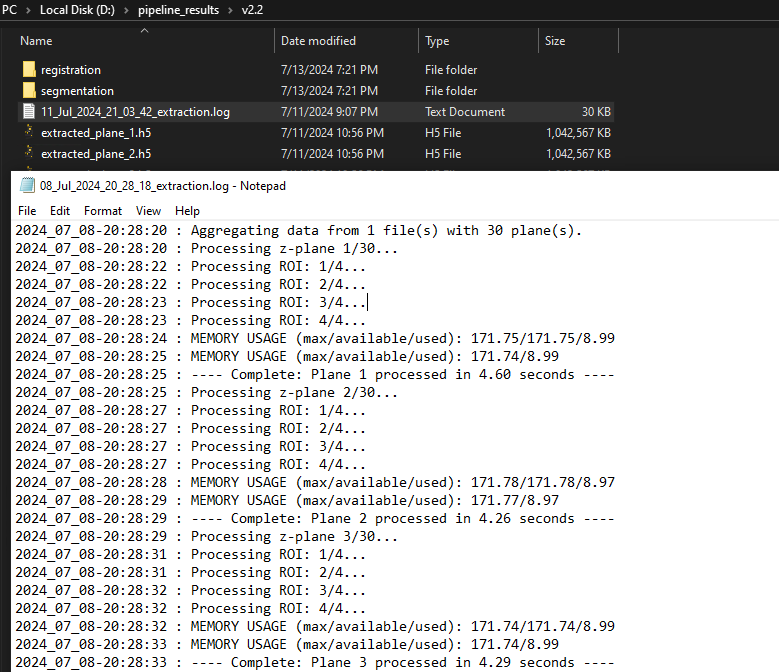 PC > Local Disk (D:) > pipeline_results > v2.2
Name Date modified Type Size
registration 7/13/2024 7:21 PM File folder
segmentation 7/13/2024 7:21 PM File folder
11_Jul_2024_21_03_42_extraction.log 7/11/2024 9:07 PM Text Document 30 KB
extracted_plane_1.h5 7/11/2024 10:56 PM H5 File 1,042,567 KB
extracted_plane_2.h5 7/11/2024 10:56 PM H5 File 1,042,567 KB
08_Jul_2024_20_28_18_extraction.log - Notepad
File Edit Format View Help
2024_07_08-20:28:20 : Aggregating data from 1 file(s) with 30 plane(s).
2024_07_08-20:28:20 : Processing z-plane 1/30...
2024_07_08-20:28:22 : Processing ROI: 1/4...
2024_07_08-20:28:22 : Processing ROI: 2/4...
2024_07_08-20:28:23 : Processing ROI: 3/4...
2024_07_08-20:28:23 : Processing ROI: 4/4...
2024_07_08-20:28:24 : MEMORY USAGE (max/available/used): 171.75/171.75/8.99
2024_07_08-20:28:25 : MEMORY USAGE (max/available/used): 171.74/8.99
2024_07_08-20:28:25 : ---- Complete: Plane 1 processed in 4.60 seconds ----
2024_07_08-20:28:25 : Processing z-plane 2/30...
2024_07_08-20:28:27 : Processing ROI: 1/4...
2024_07_08-20:28:27 : Processing ROI: 2/4...
2024_07_08-20:28:27 : Processing ROI: 3/4...
2024_07_08-20:28:27 : Processing ROI: 4/4...
2024_07_08-20:28:28 : MEMORY USAGE (max/available/used): 171.78/171.78/8.97
2024_07_08-20:28:29 : MEMORY USAGE (max/available/used): 171.77/8.97
2024_07_08-20:28:29 : ---- Complete: Plane 2 processed in 4.26 seconds ----
2024_07_08-20:28:29 : Processing z-plane 3/30...
2024_07_08-20:28:31 : Processing ROI: 1/4...
2024_07_08-20:28:31 : Processing ROI: 2/4...
2024_07_08-20:28:32 : Processing ROI: 3/4...
2024_07_08-20:28:32 : Processing ROI: 4/4...
2024_07_08-20:28:32 : MEMORY USAGE (max/available/used): 171.74/171.74/8.99
2024_07_08-20:28:33 : MEMORY USAGE (max/available/used): 171.74/8.99
2024_07_08-20:28:33 : ---- Complete: Plane 3 processed in 4.29 seconds ----